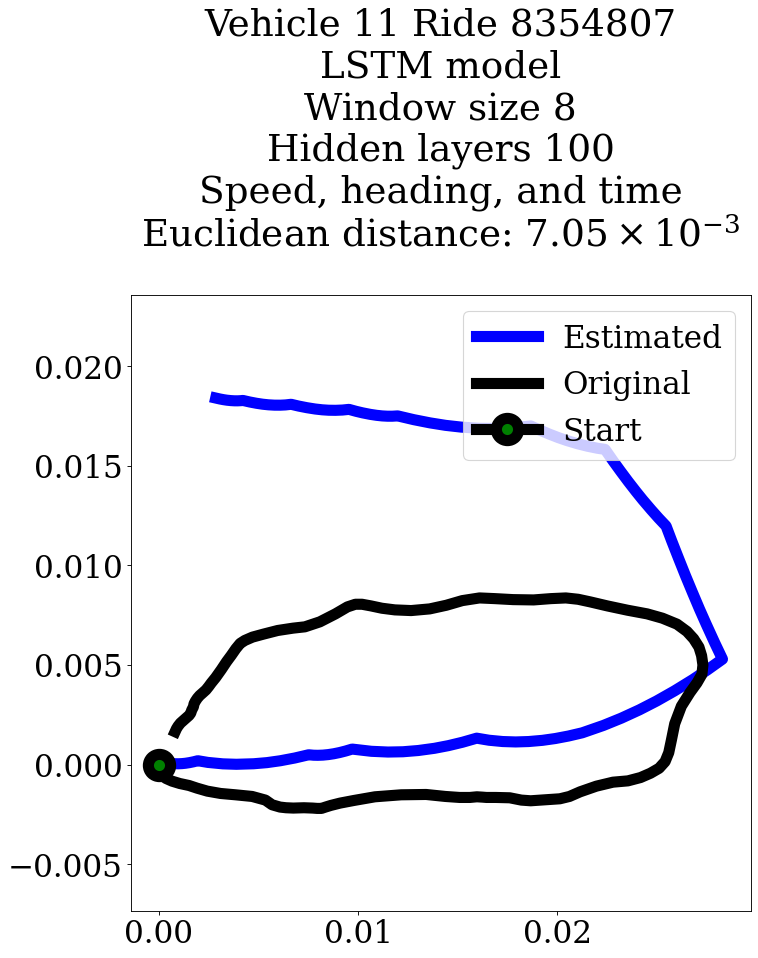 Vehicle 11 Ride 8354807
LSTM model
Window size 8
Hidden layers 100
Speed, heading, and time
Euclidean distance: 7.05 × 10⁻³
Estimated
Original
Start
0.020
0.015
0.010
0.005
0.000
−0.005
0.00 0.01 0.02